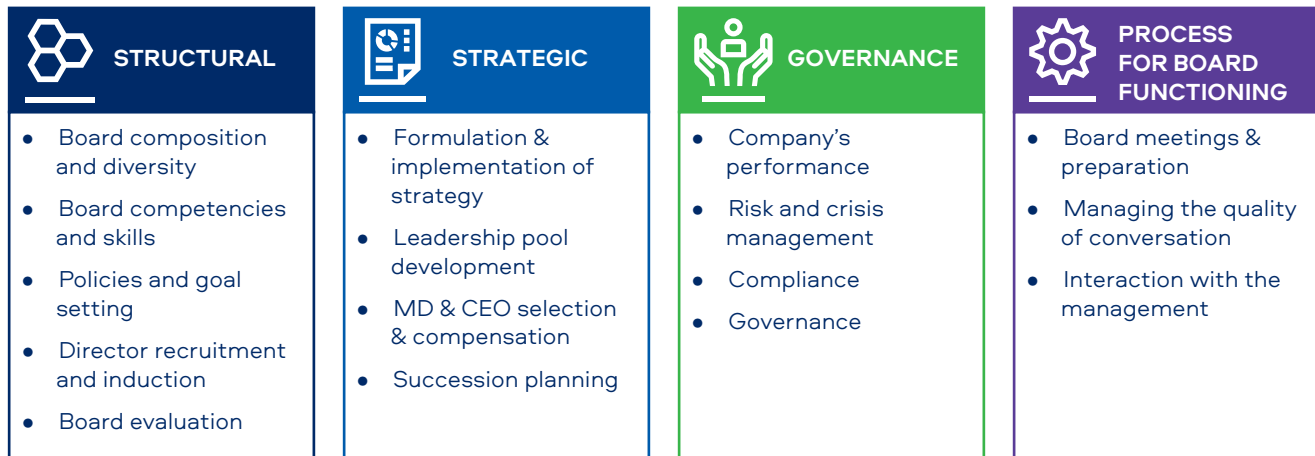 STRUCTURAL
● Board composition
and diversity
● Board competencies
and skills
● Policies and goal
setting
● Director recruitment
and induction
● Board evaluation
STRATEGIC
● Formulation &
implementation of
strategy
● Leadership pool
development
● MD & CEO selection
& compensation
● Succession planning
GOVERNANCE
● Company’s
performance
● Risk and crisis
management
● Compliance
● Governance
PROCESS
FOR BOARD
FUNCTIONING
● Board meetings &
preparation
● Managing the quality
of conversation
● Interaction with the
management